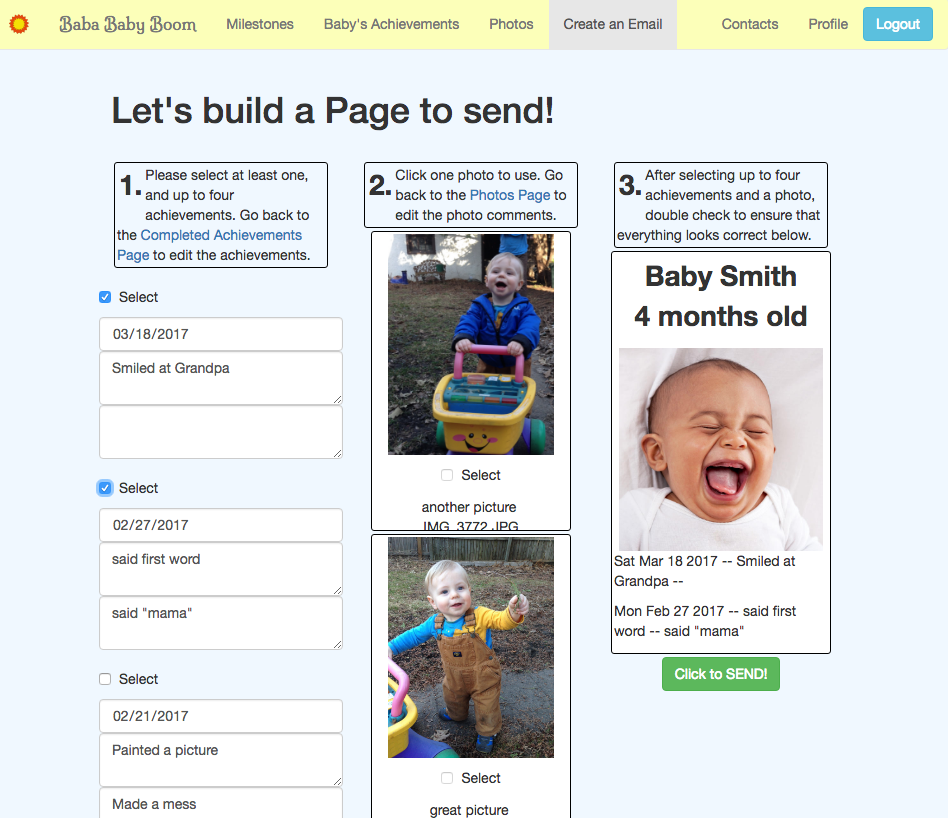 Baba Baby Boom Milestones Baby's Achievements Photos Create an Email Contacts Profile Logout
Let's build a Page to send!
1. Please select at least one,
and up to four
achievements. Go back to
the Completed Achievements
Page to edit the achievements.
Select
03/18/2017
Smiled at Grandpa
Select
02/27/2017
said first word
said "mama"
Select
02/21/2017
Painted a picture
Made a mess
2. Click one photo to use. Go
back to the Photos Page to
edit the photo comments.
Select
another picture
IMG_3772.JPG
Select
great picture
3. After selecting up to four
achievements and a photo,
double check to ensure that
everything looks correct below.
Baby Smith
4 months old
Sat Mar 18 2017 -- Smiled at
Grandpa --
Mon Feb 27 2017 -- said first
word -- said "mama"
Click to SEND!